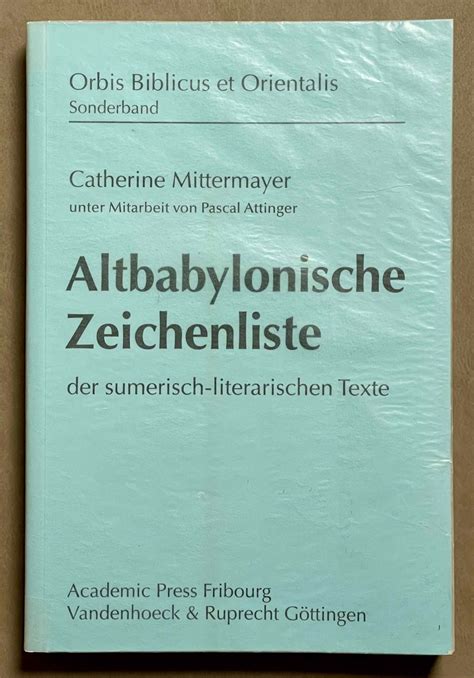 Orbis Biblicus et Orientalis
Sonderband
Catherine Mittermayer
unter Mitarbeit von Pascal Attinger
Altbabylonische
Zeichenliste
der sumerisch-literarischen Texte
Academic Press Fribourg
Vandenhoeck & Ruprecht Göttingen